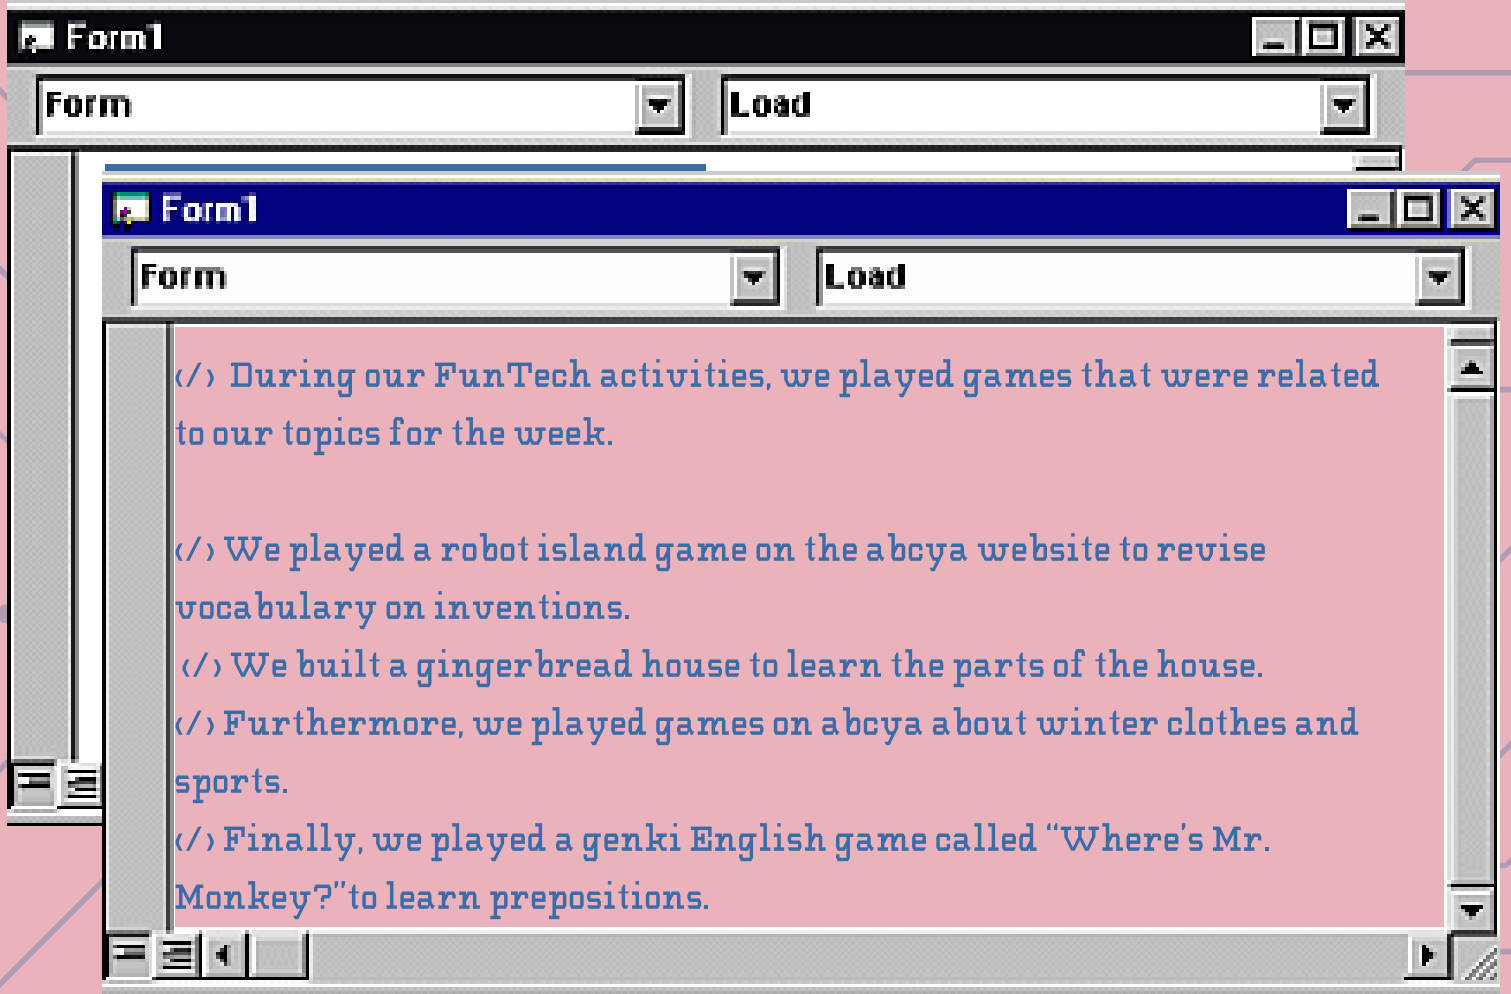 Form1
Form Load
Form1
Form Load
</> During our FunTech activities, we played games that were related
to our topics for the week.
</> We played a robot island game on the abcya website to revise
vocabulary on inventions.
</> We built a gingerbread house to learn the parts of the house.
</> Furthermore, we played games on abcya about winter clothes and
sports.
</> Finally, we played a genki English game called “Where’s Mr.
Monkey?”to learn prepositions.